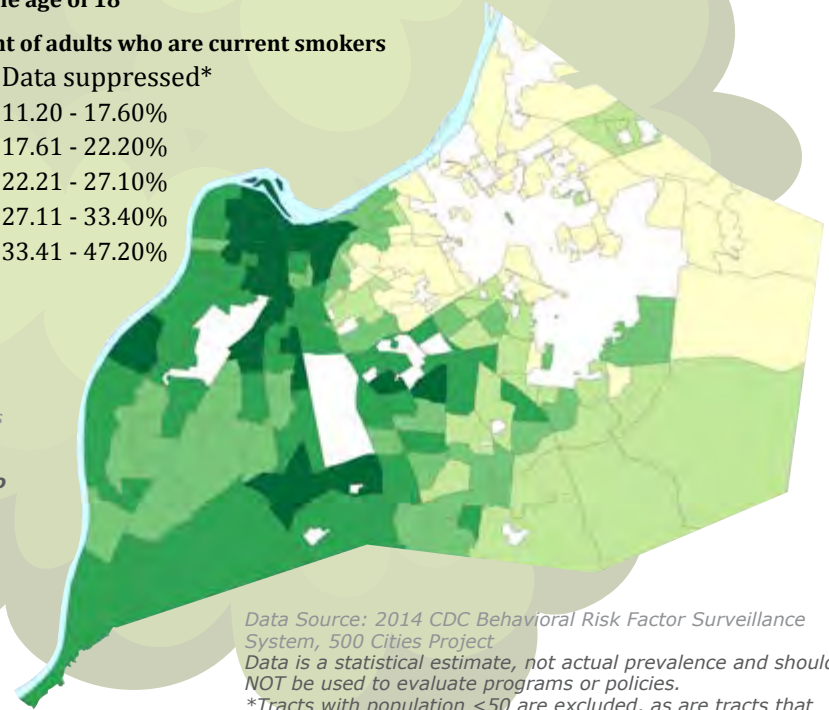 e age of 18
nt of adults who are current smokers
Data suppressed*
11.20 - 17.60%
17.61 - 22.20%
22.21 - 27.10%
27.11 - 33.40%
33.41 - 47.20%
Data Source: 2014 CDC Behavioral Risk Factor Surveillance
System, 500 Cities Project
Data is a statistical estimate, not actual prevalence and should
NOT be used to evaluate programs or policies.
*Tracts with population <50 are excluded, as are tracts that